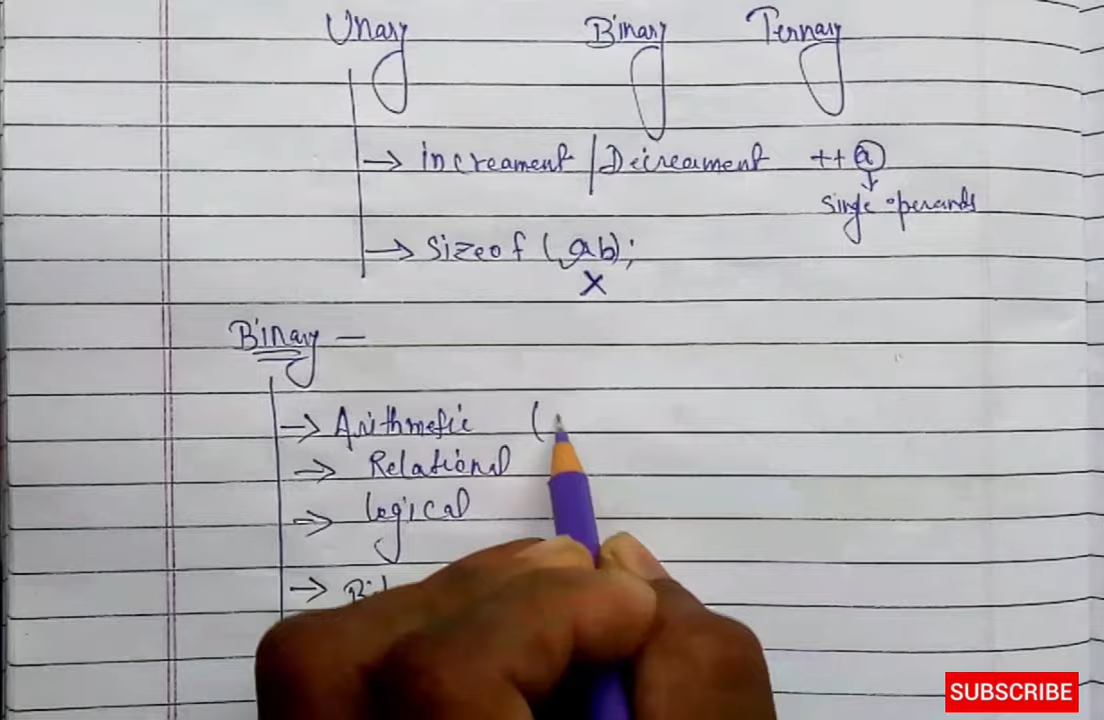 Unary Binary Ternary
→ increament / Decreament ++ a
single operands
→ Sizeof (ab);
X
Binary —
→ Arithmetic (
→ Relational
→ logical
→
SUBSCRIBE